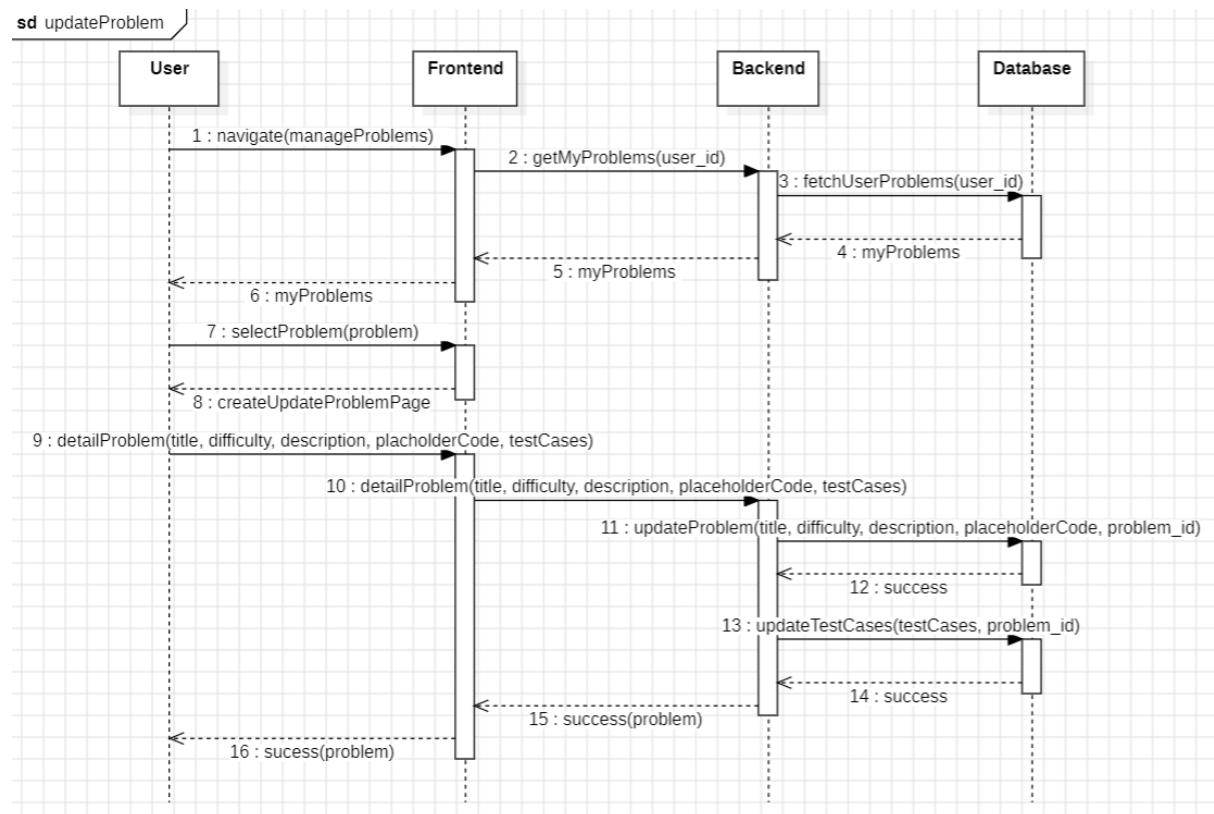 sd updateProblem
User
Frontend
Backend
Database
1 : navigate(manageProblems)
2 : getMyProblems(user_id)
3 : fetchUserProblems(user_id)
4 : myProblems
5 : myProblems
6 : myProblems
7 : selectProblem(problem)
8 : createUpdateProblemPage
9 : detailProblem(title, difficulty, description, placholderCode, testCases)
10 : detailProblem(title, difficulty, description, placeholderCode, testCases)
11 : updateProblem(title, difficulty, description, placeholderCode, problem_id)
12 : success
13 : updateTestCases(testCases, problem_id)
14 : success
15 : success(problem)
16 : sucess(problem)